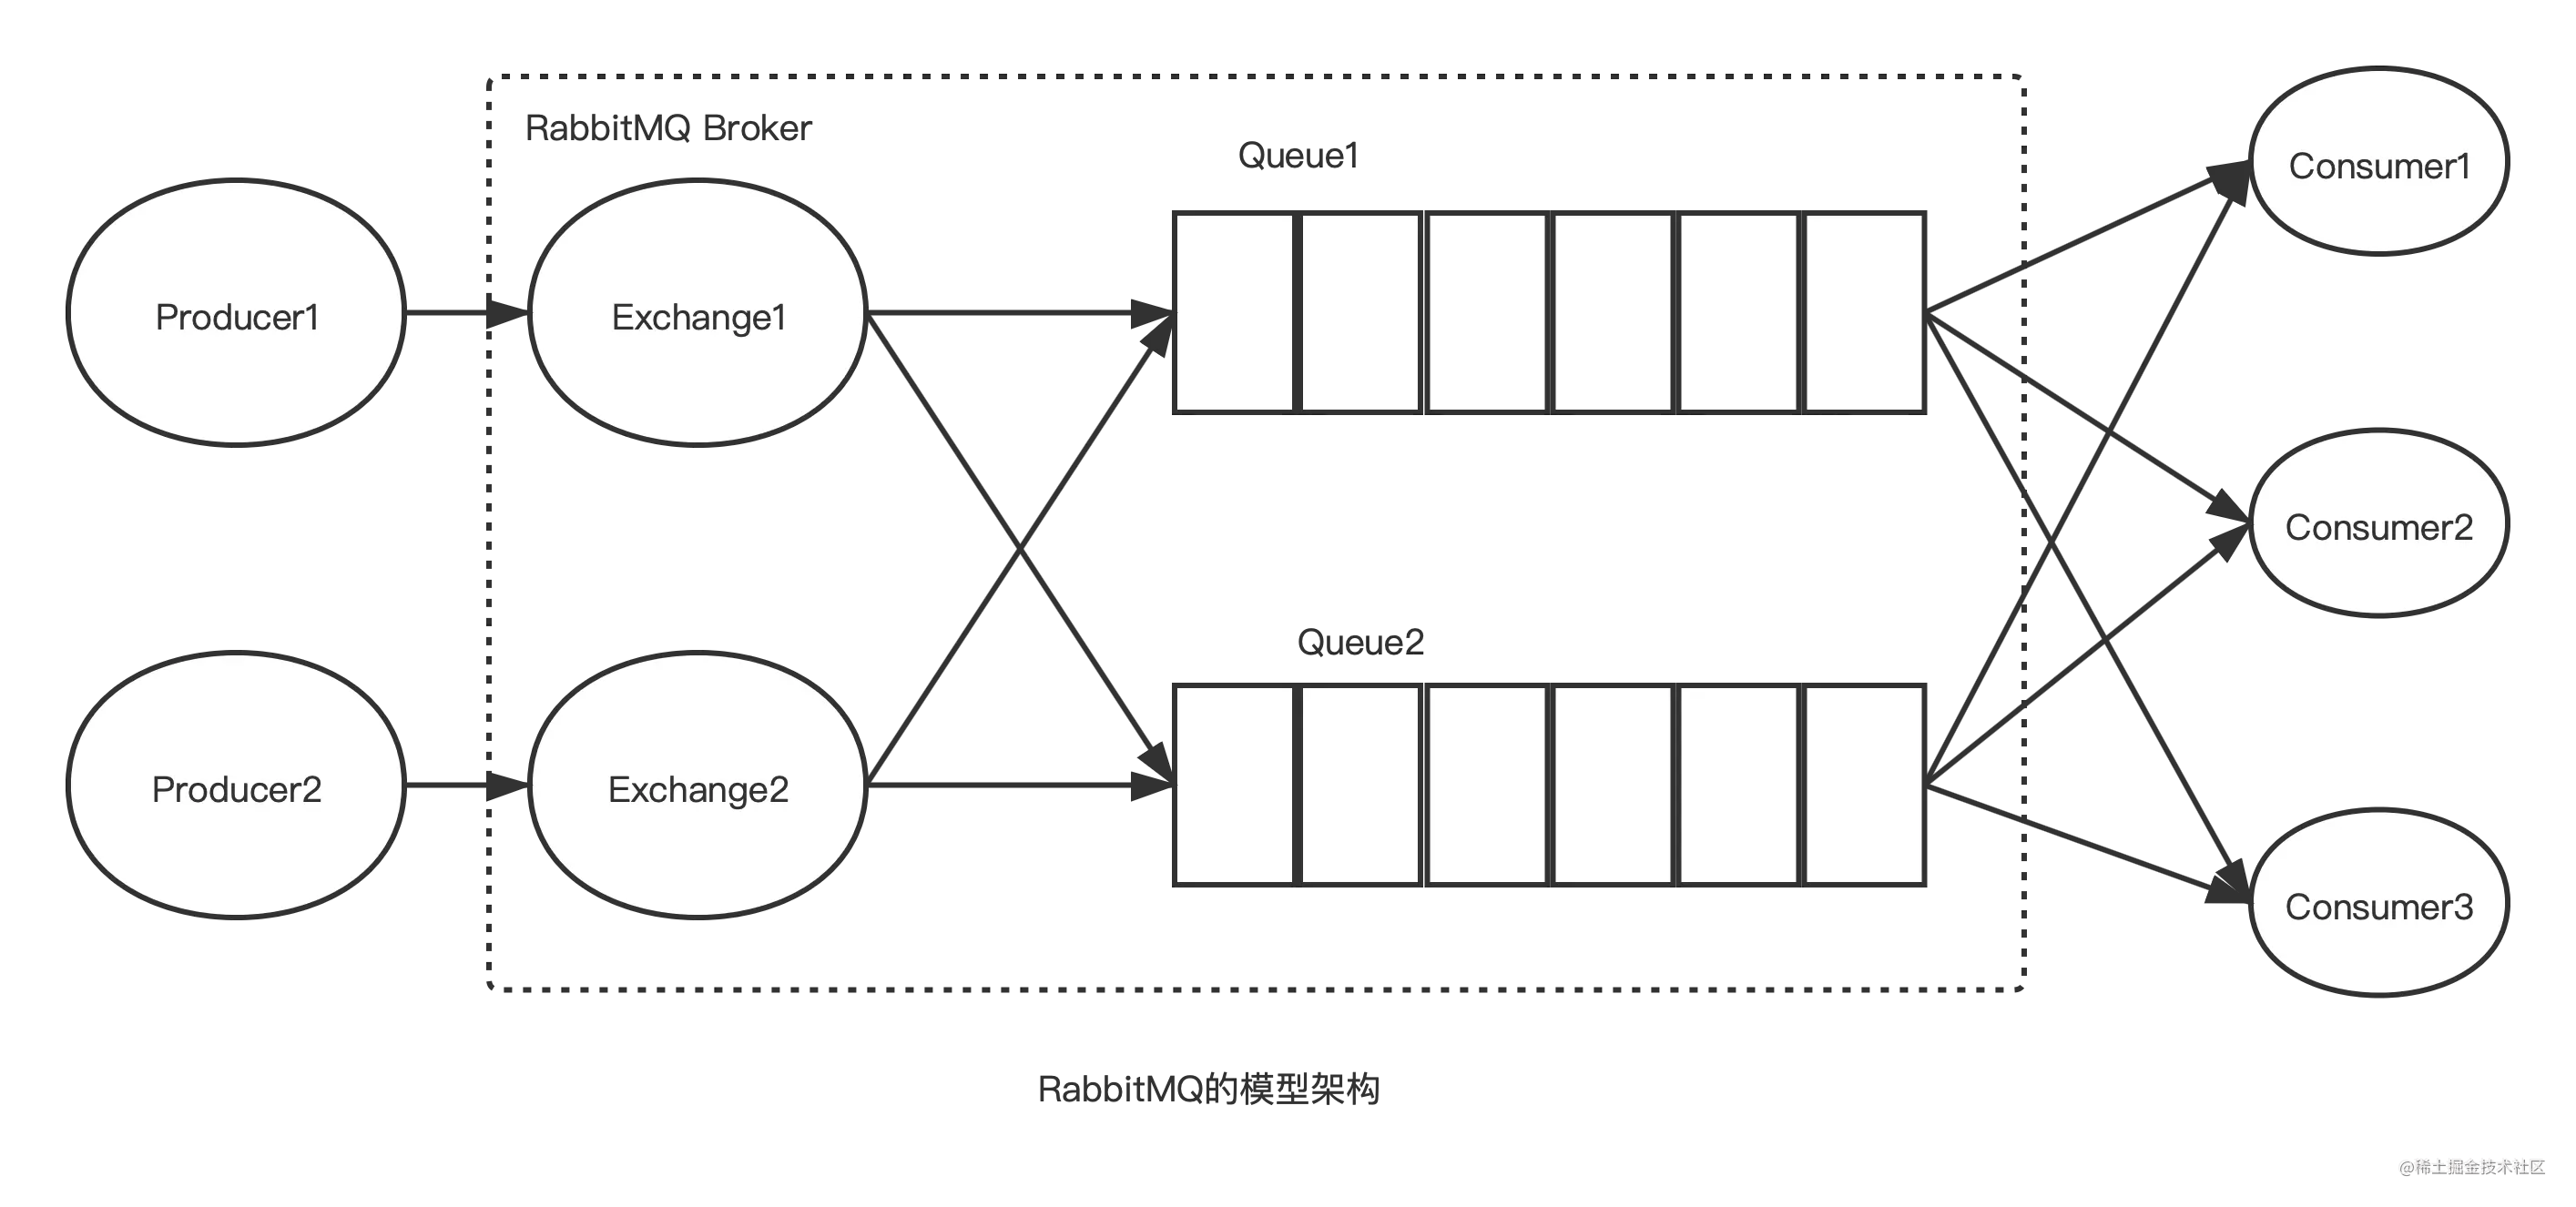 RabbitMQ Broker
Queue1
Consumer1
Producer1
Exchange1
Consumer2
Queue2
Producer2
Exchange2
Consumer3
RabbitMQ的模型架构
@稀土掘金技术社区